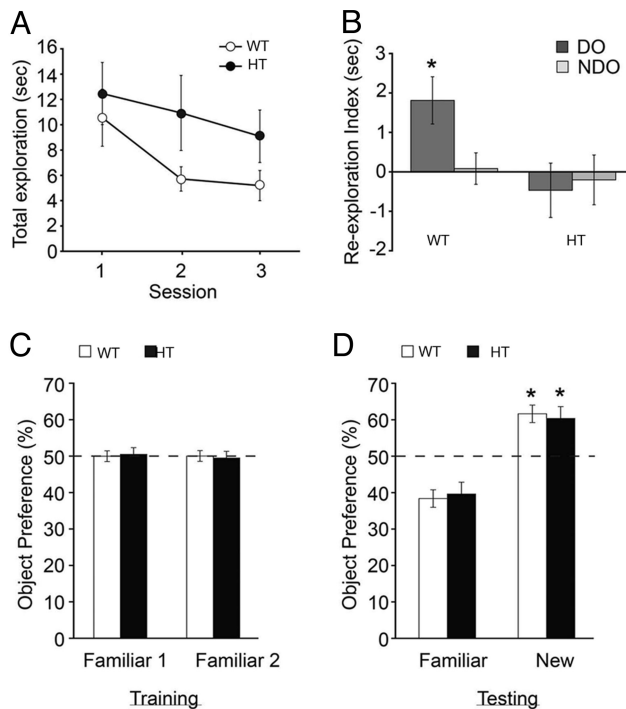 A
Total exploration (sec)
16
14
12
10
8
6
4
2
0
1 2 3
Session
WT
HT
B
Re-exploration Index (sec)
3
2
1
0
-1
-2
*
DO
NDO
WT HT
C
WT HT
Object Preference (%)
70
60
50
40
30
20
10
0
Familiar 1 Familiar 2
Training
D
WT HT
Object Preference (%)
70
60
50
40
30
20
10
0
* *
Familiar New
Testing